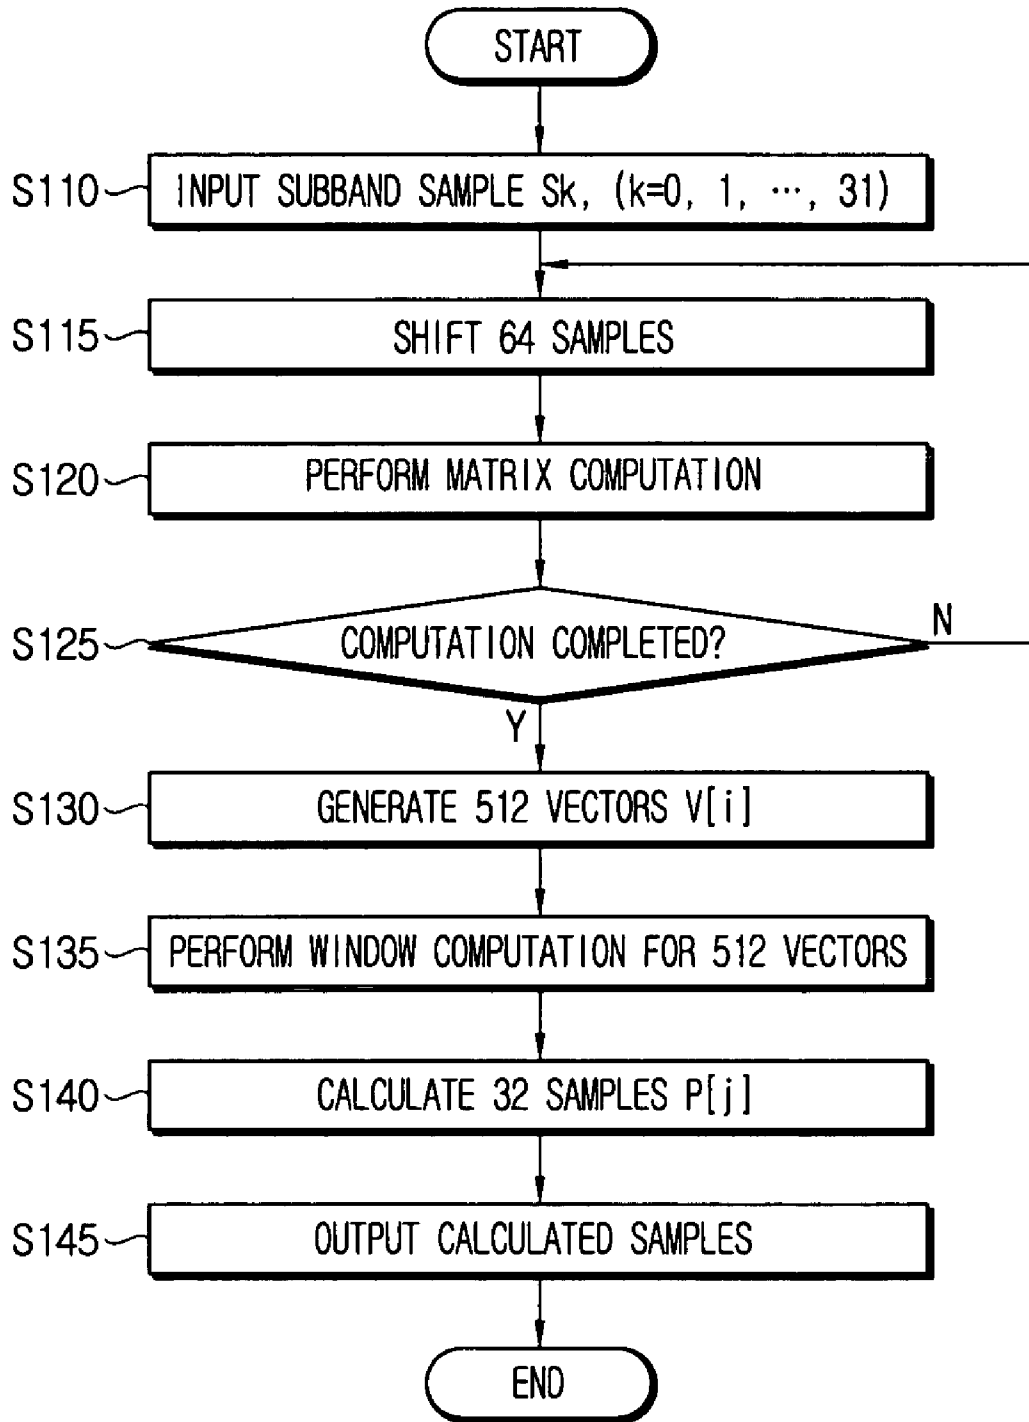 START
S110 INPUT SUBBAND SAMPLE Sk, (k=0, 1, ···, 31)
S115 SHIFT 64 SAMPLES
S120 PERFORM MATRIX COMPUTATION
S125 COMPUTATION COMPLETED? N
Y
S130 GENERATE 512 VECTORS V[i]
S135 PERFORM WINDOW COMPUTATION FOR 512 VECTORS
S140 CALCULATE 32 SAMPLES P[j]
S145 OUTPUT CALCULATED SAMPLES
END